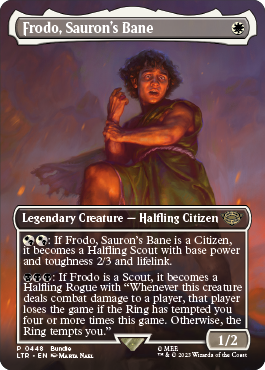 Frodo, Sauron's Bane
Legendary Creature — Halfling Citizen
: If Frodo, Sauron's Bane is a Citizen,
it becomes a Halfling Scout with base
power and toughness 2/3 and lifelink.
: If Frodo is a Scout, it becomes a
Halfling Rogue with “Whenever this creature
deals combat damage to a player, that player
loses the game if the Ring has tempted you
four or more times this game. Otherwise, the
Ring tempts you.”
1/2
P 0448 Bundle
LTR • EN Marta Nael
© MEE
™ & © 2023 Wizards of the Coast